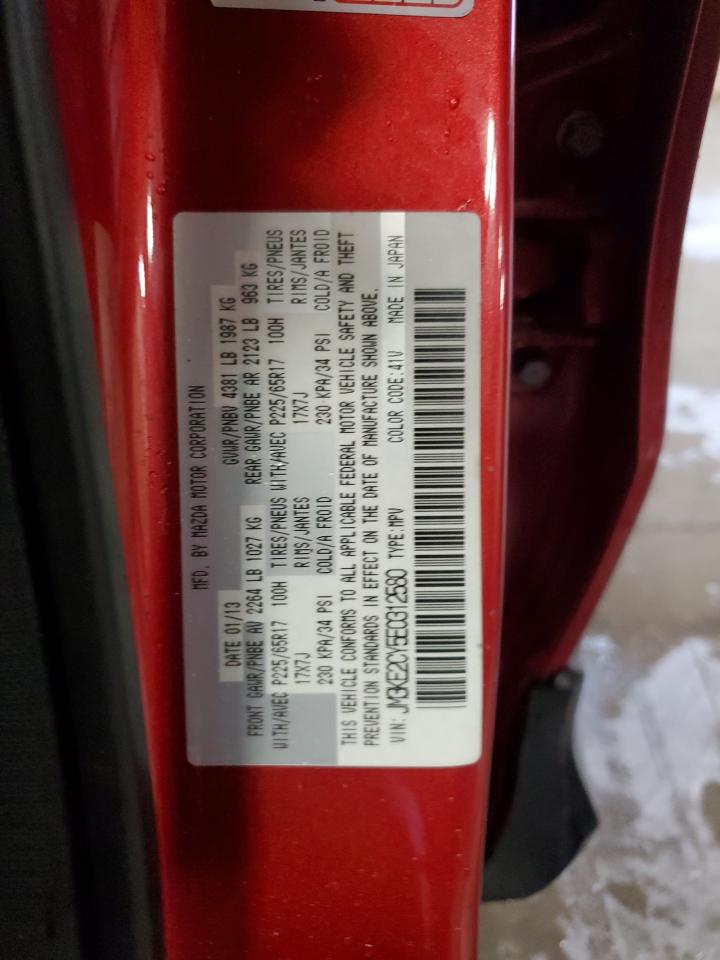 MFD. BY MAZDA MOTOR CORPORATION
DATE 01/13 GVWR/PNBV 4381 LB 1987 KG
FRONT GAWR/PNBE AV 2264 LB 1027 KG REAR GAWR/PNBE AR 2123 LB 963 KG
WITH/AVEC P225/65R17 100H TIRES/PNEUS WITH/AVEC P225/65R17 100H TIRES/PNEUS
17X7J RIMS/JANTES 17X7J RIMS/JANTES
230 KPA/34 PSI COLD/A FROID 230 KPA/34 PSI COLD/A FROID
THIS VEHICLE CONFORMS TO ALL APPLICABLE FEDERAL MOTOR VEHICLE SAFETY AND THEFT
PREVENTION STANDARDS IN EFFECT ON THE DATE OF MANUFACTURE SHOWN ABOVE.
VIN: JM3KE2CY5E0312580 TYPE:MPV COLOR CODE:41V MADE IN JAPAN